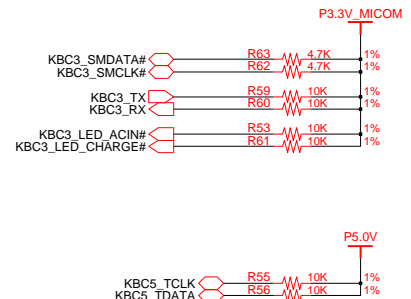 P3.3V_MICOM
KBC3_SMDATA# R63 4.7K 1%
KBC3_SMCLK# R62 4.7K 1%
KBC3_TX R59 10K 1%
KBC3_RX R60 10K 1%
KBC3_LED_ACIN# R53 10K 1%
KBC3_LED_CHARGE# R61 10K 1%
P5.0V
KBC5_TCLK R55 10K 1%
KBC5_TDATA R56 10K 1%